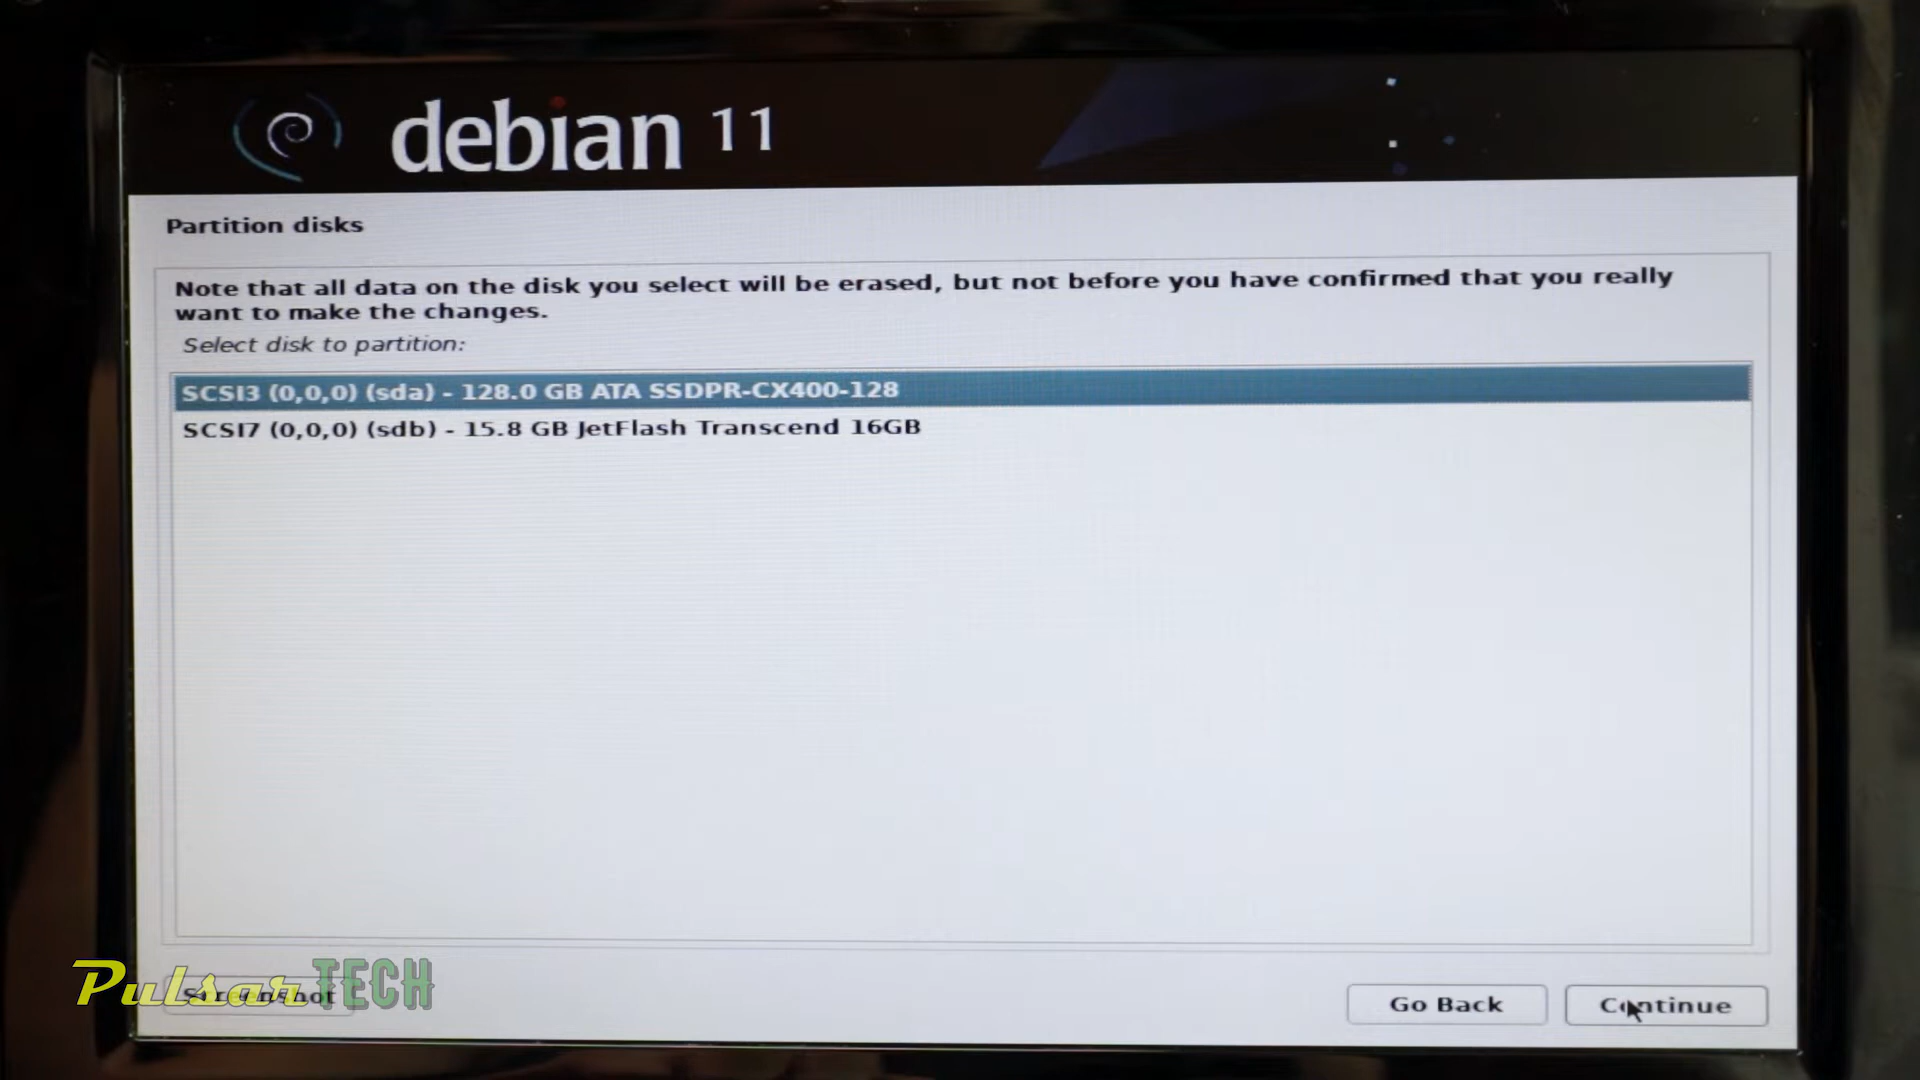 debian 11
Partition disks
Note that all data on the disk you select will be erased, but not before you have confirmed that you really
want to make the changes.
Select disk to partition:
SCSI3 (0,0,0) (sda) - 128.0 GB ATA SSDPR-CX400-128
SCSI7 (0,0,0) (sdb) - 15.8 GB JetFlash Transcend 16GB
Screenshot
PulsarTECH
Go Back
Continue